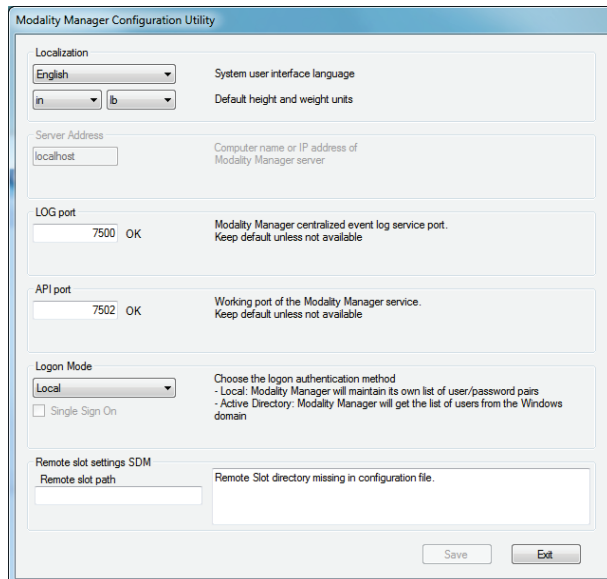 Modality Manager Configuration Utility
Localization
English
System user interface language
in
lb
Default height and weight units
Server Address
localhost
Computer name or IP address of
Modality Manager server
LOG port
7500
OK
Modality Manager centralized event log service port.
Keep default unless not available
API port
7502
OK
Working port of the Modality Manager service.
Keep default unless not available
Logon Mode
Local
Single Sign On
Choose the logon authentication method
- Local: Modality Manager will maintain its own list of user/password pairs
- Active Directory: Modality Manager will get the list of users from the Windows
domain
Remote slot settings SDM
Remote slot path
Remote Slot directory missing in configuration file.
Save
Exit